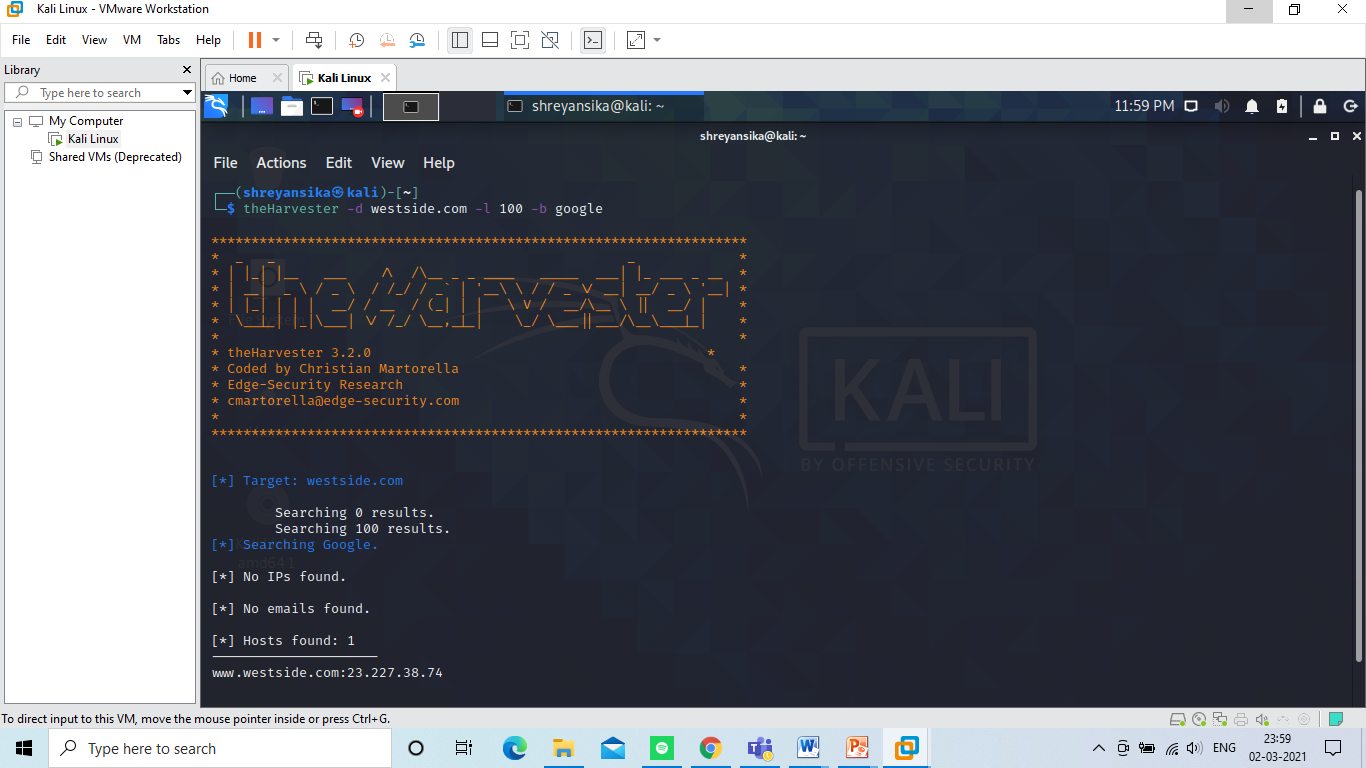 Kali Linux - VMware Workstation
File Edit View VM Tabs Help
Library
Type here to search
My Computer
Kali Linux
Shared VMs (Deprecated)
Home
Kali Linux
shreyansika@kali: ~
11:59 PM
shreyansika@kali: ~
File Actions Edit View Help
(shreyansika㉿kali)-[~]
$ theHarvester -d westside.com -l 100 -b google
*******************************************************************
theHarvester
* theHarvester 3.2.0 *
* Coded by Christian Martorella *
* Edge-Security Research *
* cmartorella@edge-security.com *
* *
*******************************************************************
[*] Target: westside.com
Searching 0 results.
Searching 100 results.
[*] Searching Google.
[*] No IPs found.
[*] No emails found.
[*] Hosts found: 1
---------------------
www.westside.com:23.227.38.74
KALI
BY OFFENSIVE SECURITY
To direct input to this VM, move the mouse pointer inside or press Ctrl+G.
Type here to search
ENG
23:59
02-03-2021